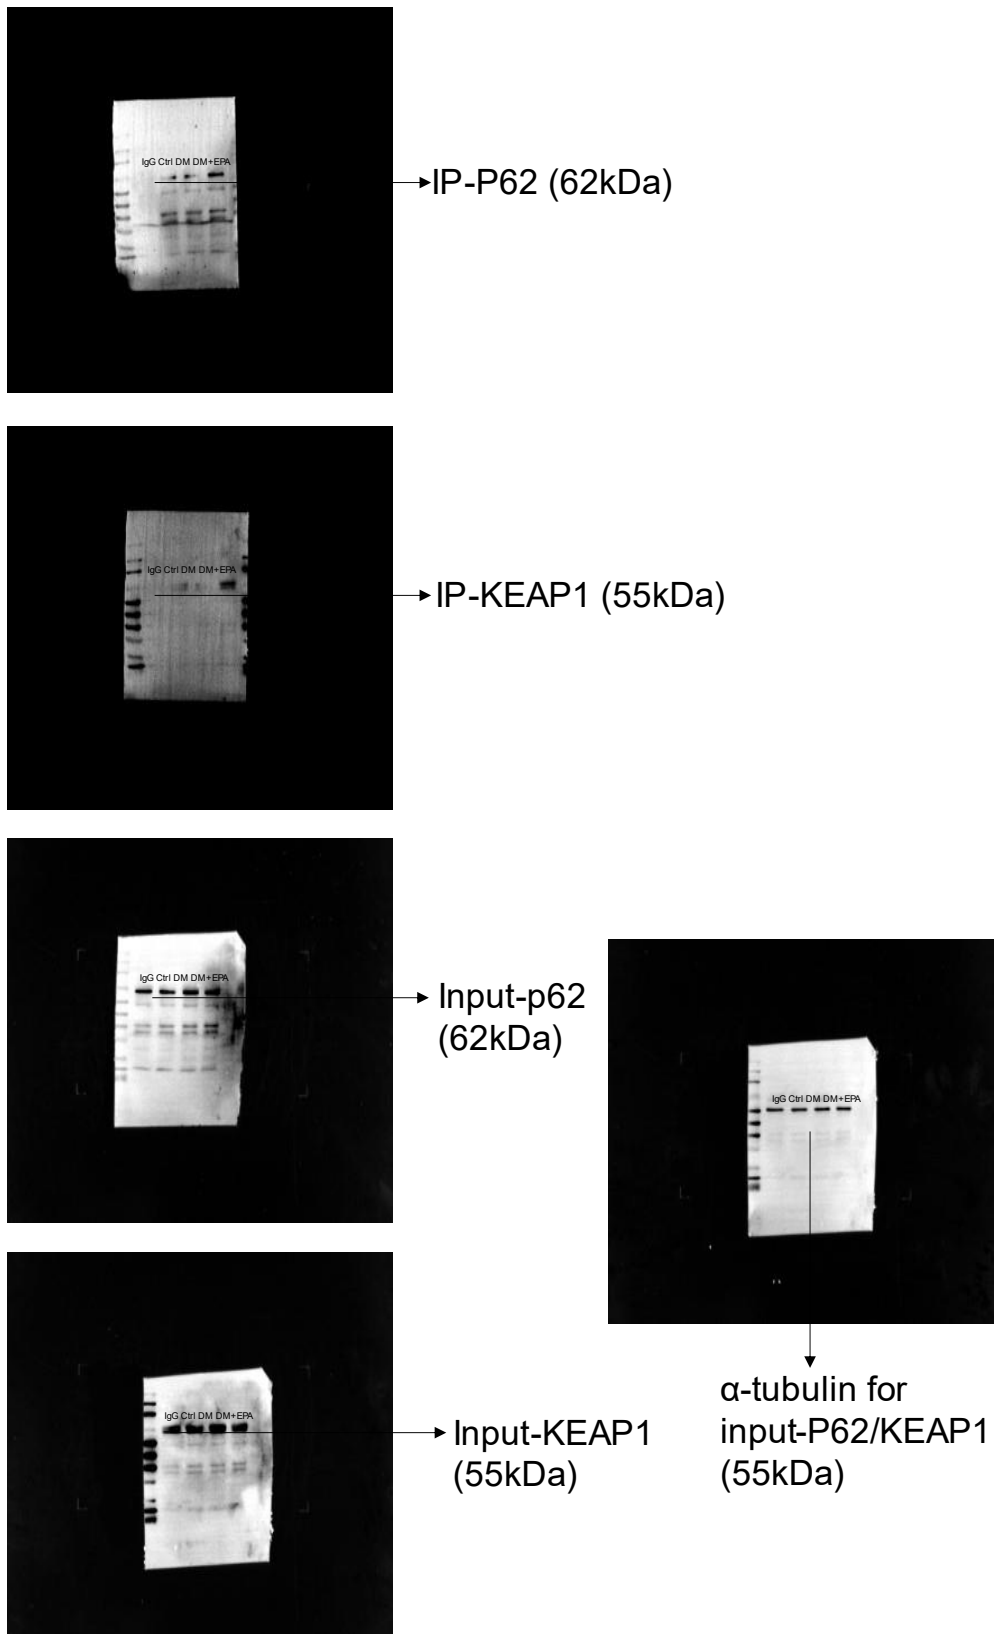 IgG Ctrl DM DM+EPA
IP-P62 (62kDa)
IgG Ctrl DM DM+EPA
IP-KEAP1 (55kDa)
IgG Ctrl DM DM+EPA
Input-p62
(62kDa)
IgG Ctrl DM DM+EPA
α-tubulin for
input-P62/KEAP1
(55kDa)
IgG Ctrl DM DM+EPA
Input-KEAP1
(55kDa)